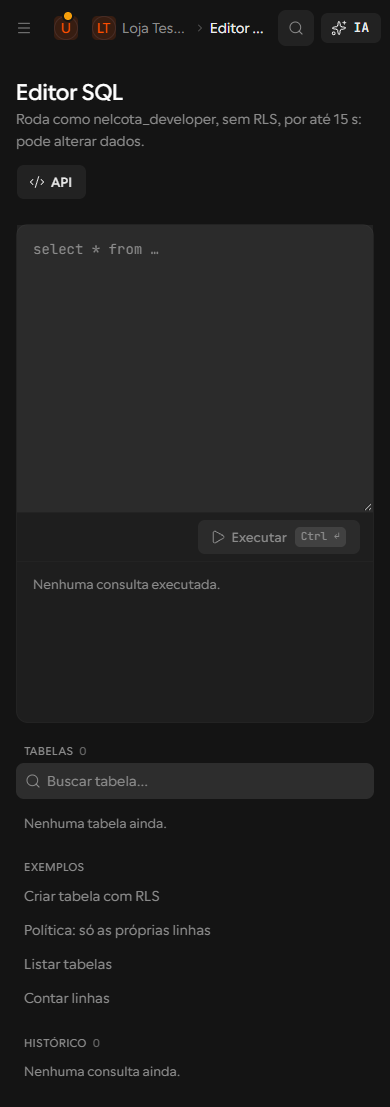 U LT Loja Tes... Editor ... IA
Editor SQL
Roda como nelcota_developer, sem RLS, por até 15 s:
pode alterar dados.
API
select * from …
Executar Ctrl ⏎
Nenhuma consulta executada.
TABELAS 0
Buscar tabela...
Nenhuma tabela ainda.
EXEMPLOS
Criar tabela com RLS
Política: só as próprias linhas
Listar tabelas
Contar linhas
HISTÓRICO 0
Nenhuma consulta ainda.